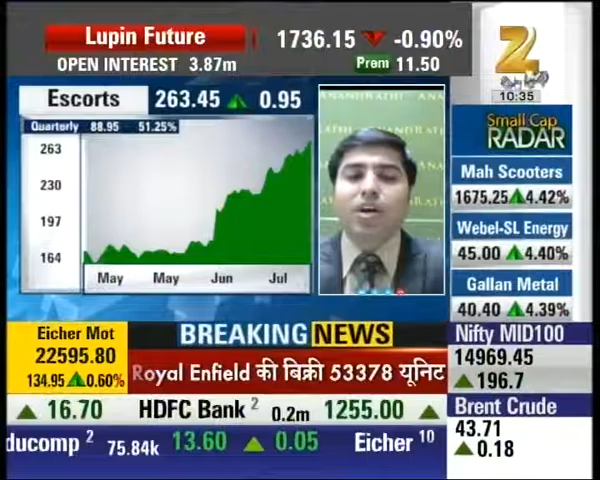 Lupin Future
OPEN INTEREST 3.87m
1736.15 -0.90%
Prem 11.50
10:35
Escorts 263.45 0.95
Quarterly 88.95 51.25%
263
230
197
164
May May Jun Jul
ANANDRATHI
Small Cap
RADAR
Mah Scooters
1675.25 4.42%
Webel-SL Energy
45.00 4.40%
Gallan Metal
40.40 4.39%
Eicher Mot
22595.80
134.95 0.60%
BREAKING NEWS
Royal Enfield की बिक्री 53378 यूनिट
Nifty MID100
14969.45
196.7
16.70 HDFC Bank 2 0.2m 1255.00
Brent Crude
43.71
0.18
ducomp 2 75.84k 13.60 0.05 Eicher 10